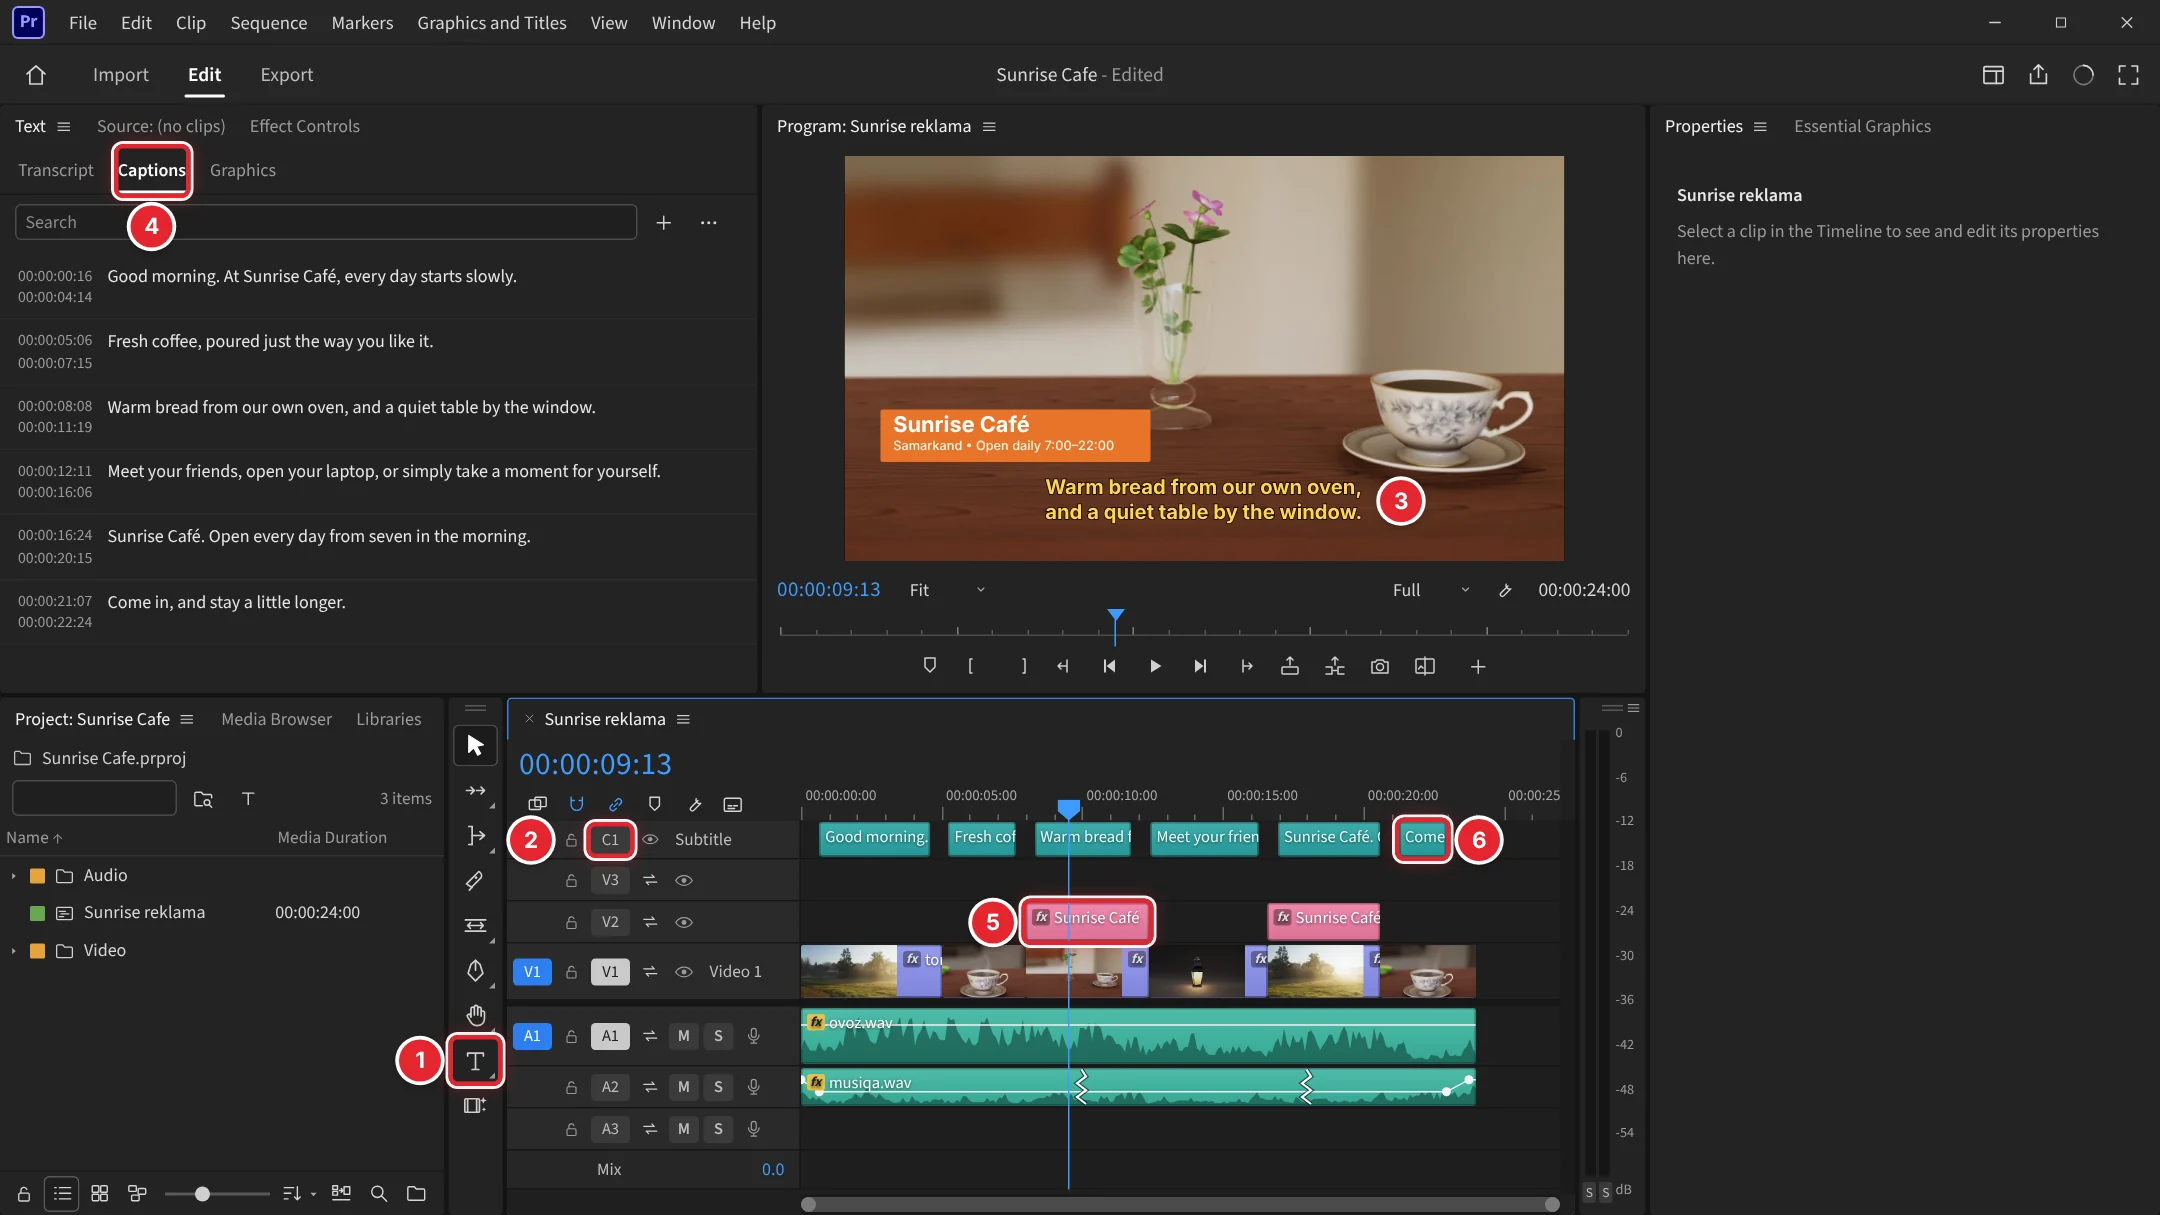 Pr File Edit Clip Sequence Markers Graphics and Titles View Window Help
Import Edit Export
Sunrise Cafe - Edited
Text Source: (no clips) Effect Controls
Transcript Captions Graphics
4
Search
00:00:00:16 Good morning. At Sunrise Café, every day starts slowly.
00:00:04:14
00:00:05:06 Fresh coffee, poured just the way you like it.
00:00:07:15
00:00:08:08 Warm bread from our own oven, and a quiet table by the window.
00:00:11:19
00:00:12:11 Meet your friends, open your laptop, or simply take a moment for yourself.
00:00:16:06
00:00:16:24 Sunrise Café. Open every day from seven in the morning.
00:00:20:15
00:00:21:07 Come in, and stay a little longer.
00:00:22:24
Program: Sunrise reklama
Sunrise Café
Samarkand • Open daily 7:00–22:00
Warm bread from our own oven,
and a quiet table by the window.
3
00:00:09:13 Fit Full 00:00:24:00
Properties Essential Graphics
Sunrise reklama
Select a clip in the Timeline to see and edit its properties
here.
Project: Sunrise Cafe Media Browser Libraries
Sunrise Cafe.prproj
3 items
Name Media Duration
Audio
Sunrise reklama 00:00:24:00
Video
1
Sunrise reklama
00:00:09:13
00:00:00:00 00:00:05:00 00:00:10:00 00:00:15:00 00:00:20:00 00:00:25
2 C1 Subtitle Good morning. Fresh cof Warm bread f Meet your frien Sunrise Café. Come 6
V3
V2 5 fx Sunrise Café fx Sunrise Café
V1 V1 Video 1 fx tor fx fx f
A1 A1 M S fx ovoz.wav
A2 M S fx musiqa.wav
A3 M S
Mix 0.0
0
-6
-12
-18
-24
-30
-36
-42
-48
-54
S S dB